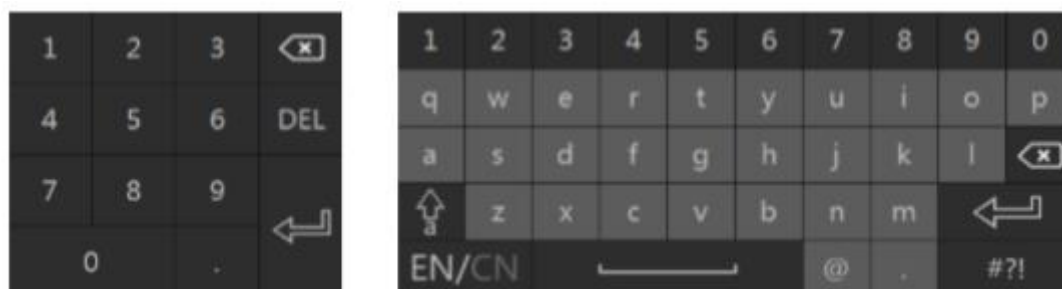 1 2 3
4 5 6 DEL
7 8 9
0 .
1 2 3 4 5 6 7 8 9 0
q w e r t y u i o p
a s d f g h j k l
a z x c v b n m
EN/CN @ . #?!